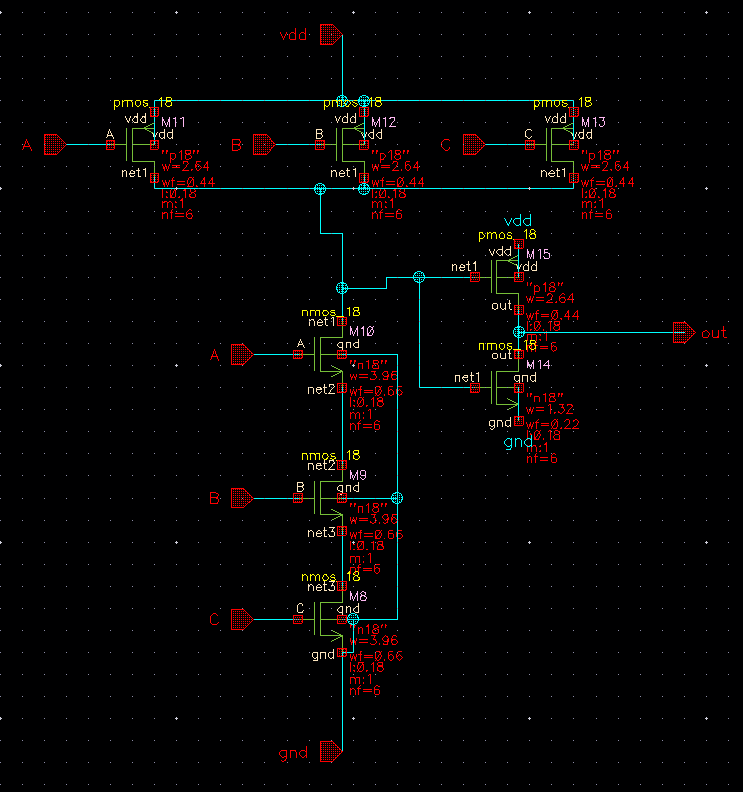 vdd
pmos_18
vdd
M11
A
A
vdd
"p18"
w=2.64
net1
wf=0.44
l:0.18
m:1
nf=6
pmos_18
vdd
M12
B
B
vdd
"p18"
w=2.64
net1
wf=0.44
l:0.18
m:1
nf=6
pmos_18
vdd
M13
C
C
vdd
"p18"
w=2.64
net1
wf=0.44
l:0.18
m:1
nf=6
vdd
pmos_18
vdd
M15
net1
vdd
"p18"
w=2.64
out
wf=0.44
l:0.18
m:1
nf=6
out
nmos_18
out
M14
net1
gnd
"n18"
w=1.32
gnd
wf=0.22
l:0.18
gnd
m:1
nf=6
nmos_18
net1
M10
A
A
gnd
"n18"
w=3.96
net2
wf=0.66
l:0.18
m:1
nf=6
nmos_18
net2
M9
B
B
gnd
"n18"
w=3.96
net3
wf=0.66
l:0.18
m:1
nf=6
nmos_18
net3
M8
C
C
gnd
"n18"
w=3.96
gnd
wf=0.66
l:0.18
m:1
nf=6
gnd